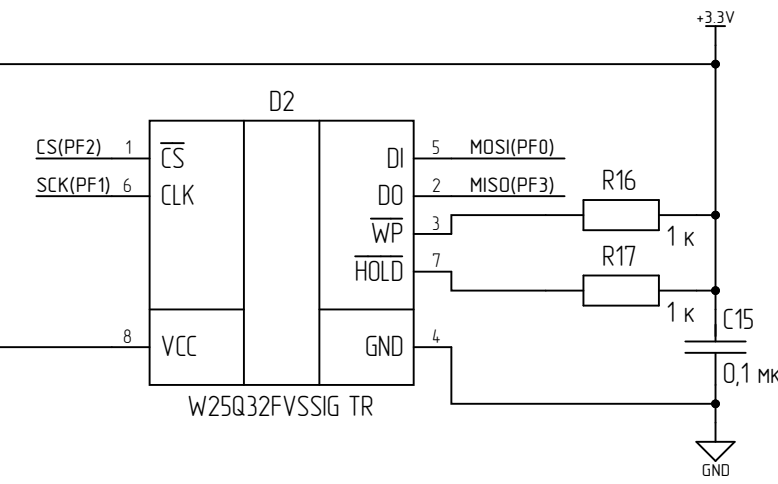 +3.3V
D2
CS(PF2) 1 CS DI 5 MOSI(PF0)
SCK(PF1) 6 CLK DO 2 MISO(PF3)
R16
WP 3
1 к
R17
HOLD 7
1 к
C15
8 VCC GND 4
0,1 мк
W25Q32FVSSIG TR
GND